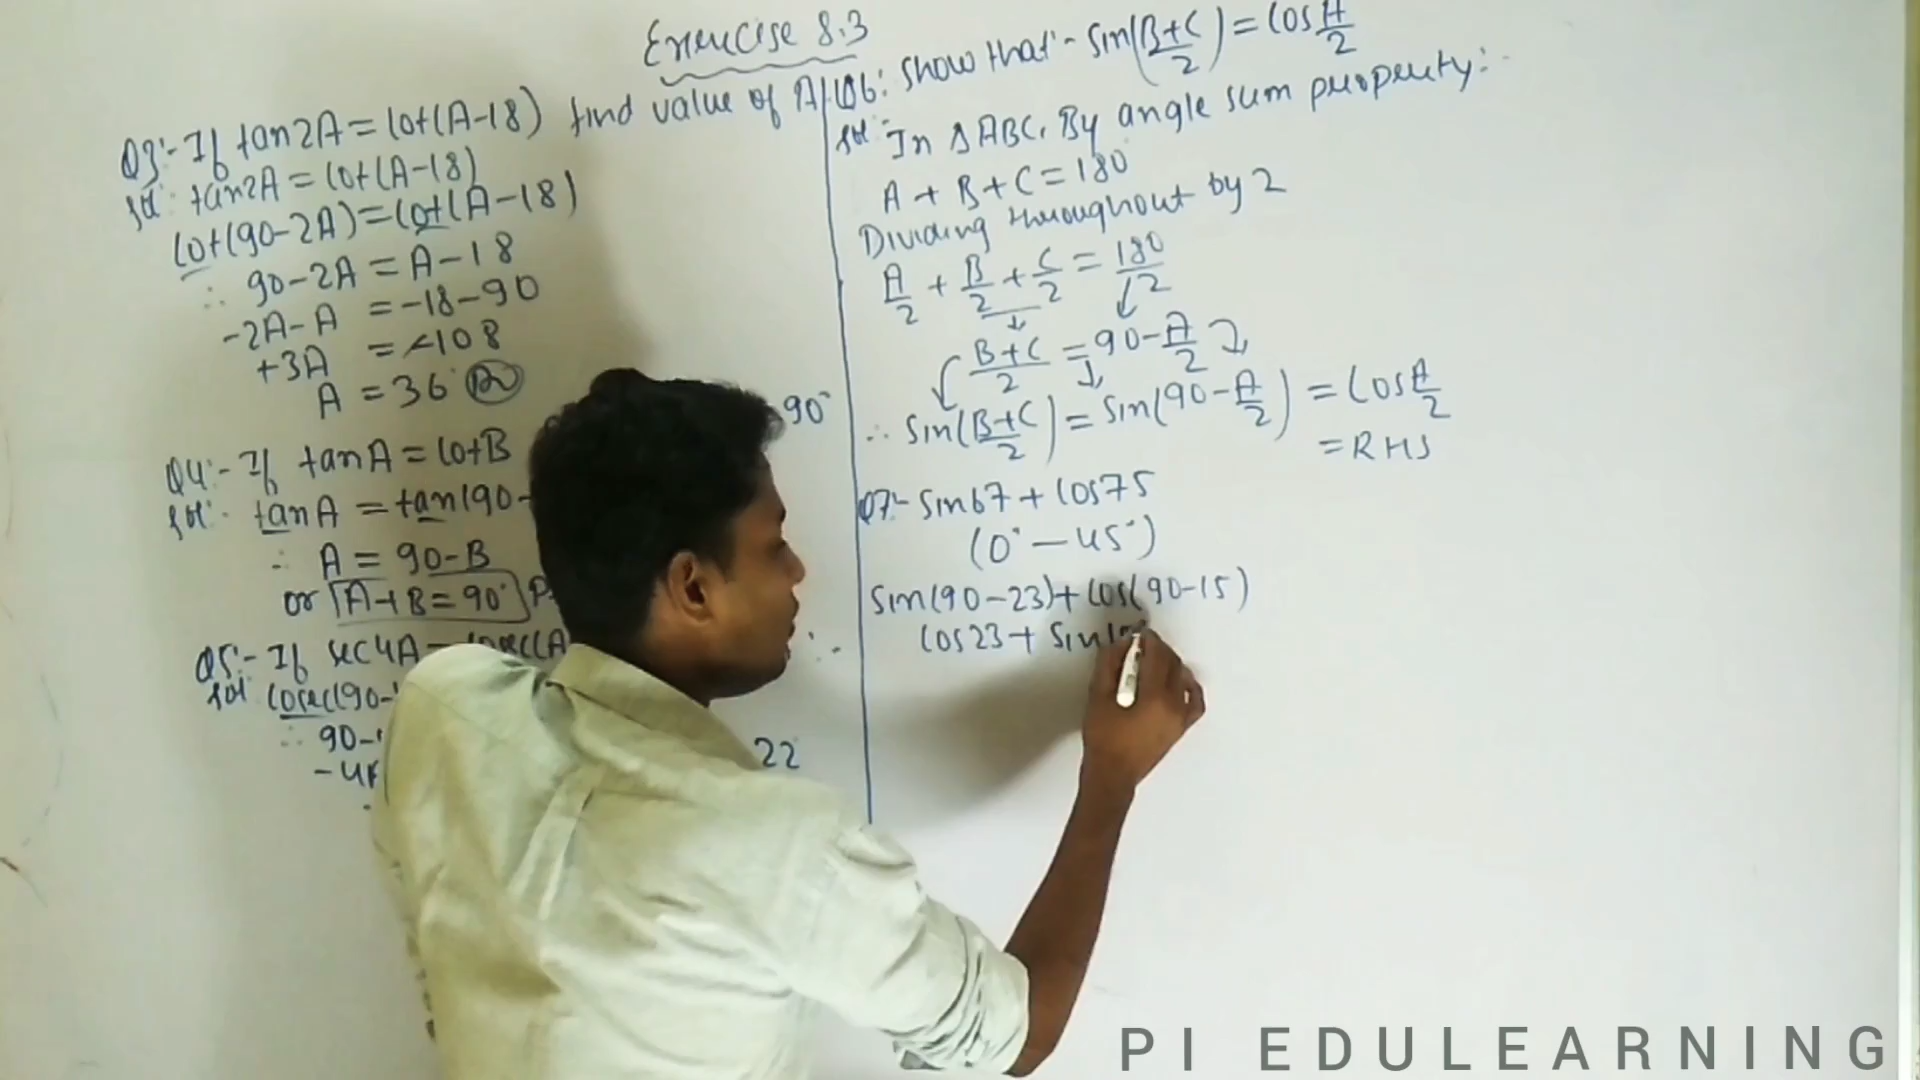 Exercise 8.3
Q3:- If tan2A = cot(A-18) find value of A
sol: tan2A = cot(A-18)
cot(90-2A) = cot(A-18)
∴ 90-2A = A-18
-2A-A = -18-90
+3A = -108
A = 36°
Q4:- If tanA = cotB
sol:- tanA = tan(90-
90°
∴ A = 90-B
or A+B = 90°
Q5:- If sec4A = cosec(A
sol: cosec(90-
∴ 90-
22
-4A
Q6: Show that:- sin(B+C/2) = cos A/2
sol:- In Δ ABC, By angle sum property:-
A + B + C = 180°
Dividing throughout by 2
A/2 + B/2 + C/2 = 180/2
B+C/2 = 90 - A/2
∴ sin(B+C/2) = sin(90 - A/2) = cos A/2
= RHS
Q7:- sin67 + cos75
(0° - 45°)
sin(90-23) + cos(90-15)
cos23 + sin15
PI EDULEARNING